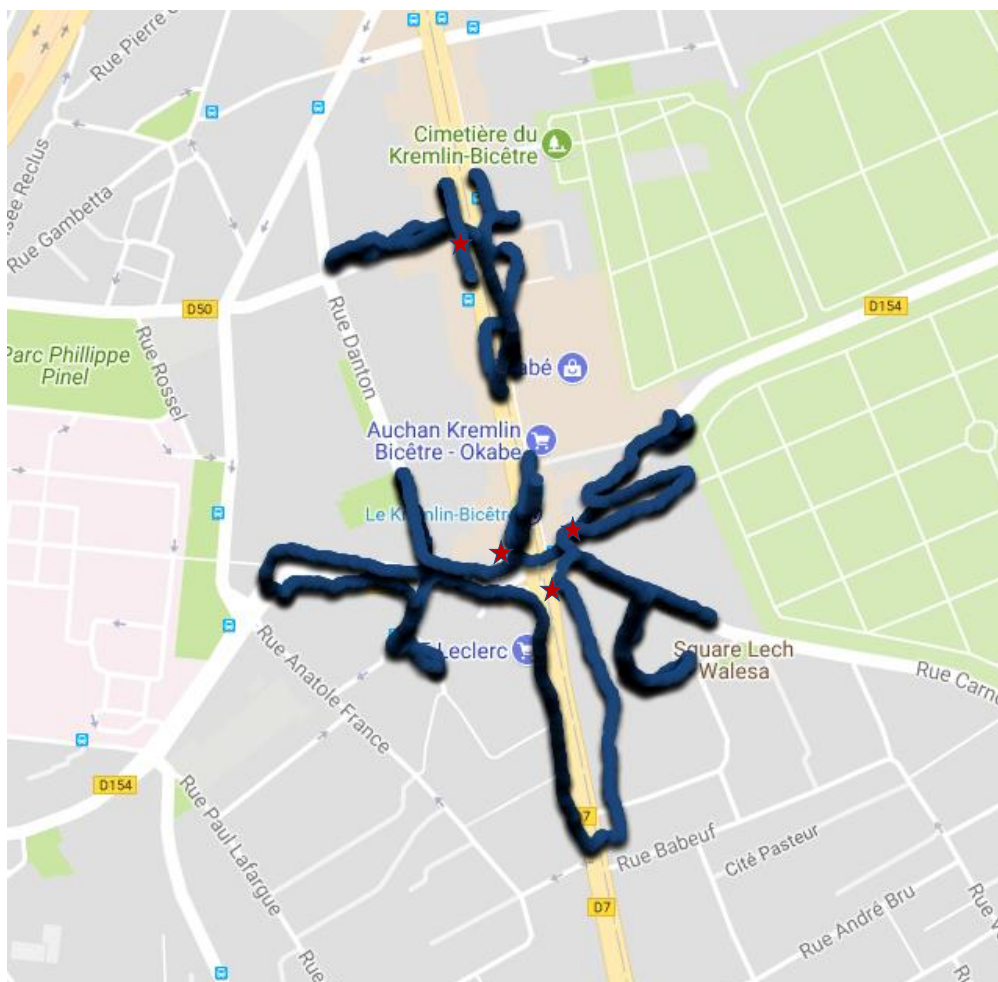 Rue Pierre
Cimetière du
Kremlin-Bicêtre
Reclus
Rue Gambetta
D50
D154
Rue Rossel
Rue Danton
Parc Phillippe
Pinel
Auchan Kremlin
Bicêtre - Okabe
Leclerc
Square Lech
Walesa
Rue Anatole France
D154
Rue Paul Lafargue
Rue Babeuf
Cité Pasteur
D7
Rue André Bru
Rue
Rue